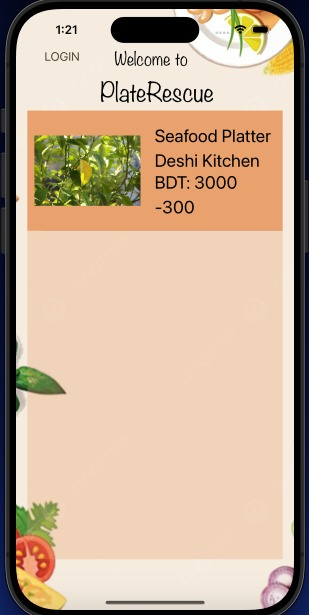 1:21
LOGIN
Welcome to
PlateRescue
Seafood Platter
Deshi Kitchen
BDT: 3000
-300